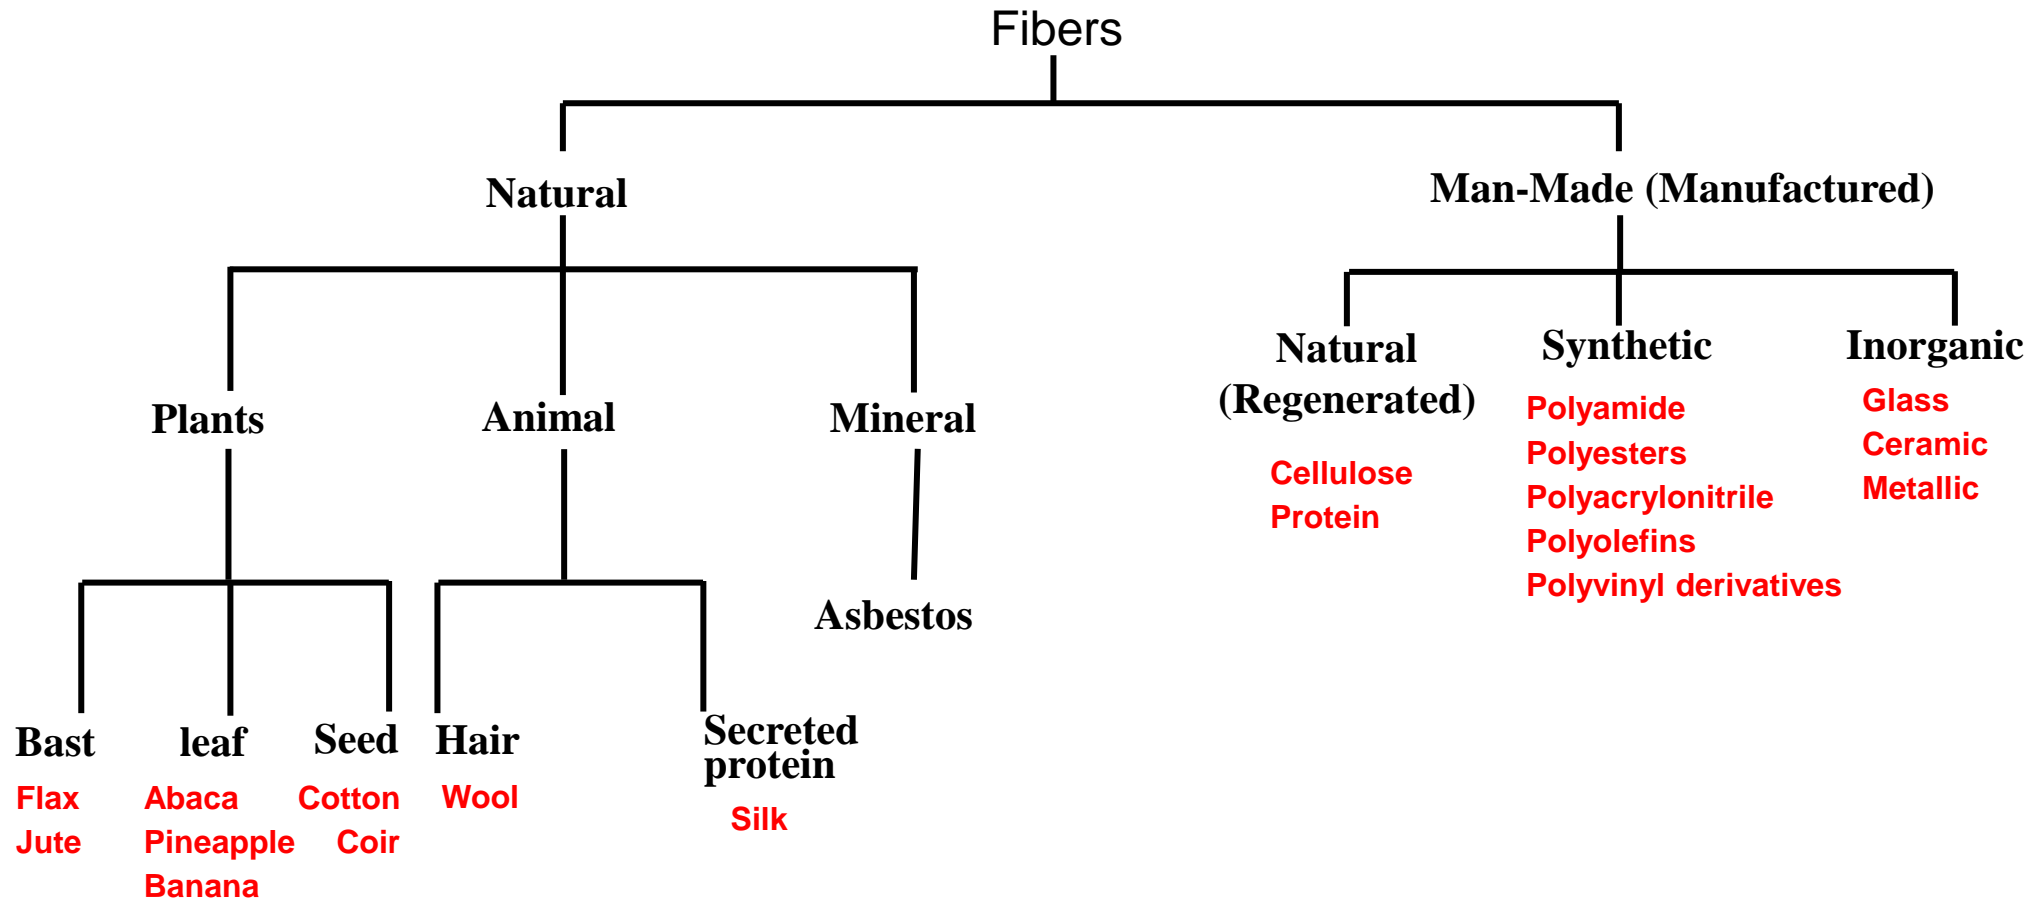 Fibers
Natural
Man-Made (Manufactured)
Plants
Animal
Mineral
Natural
(Regenerated)
Cellulose
Protein
Synthetic
Polyamide
Polyesters
Polyacrylonitrile
Polyolefins
Polyvinyl derivatives
Inorganic
Glass
Ceramic
Metallic
Asbestos
Bast
Flax
Jute
leaf
Abaca
Pineapple
Banana
Seed
Cotton
Coir
Hair
Wool
Secreted
protein
Silk